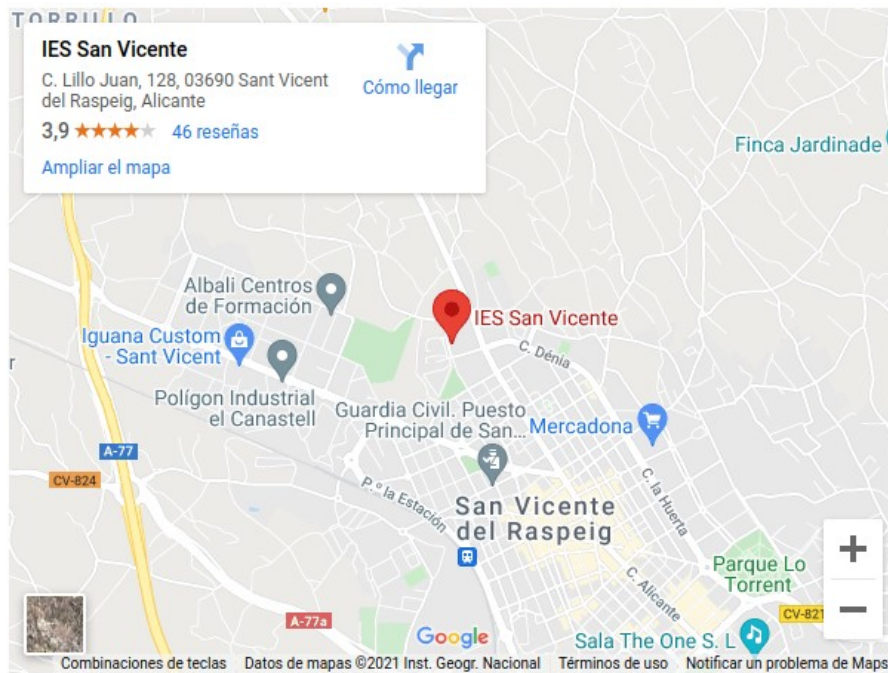 TORRULLO
IES San Vicente
C. Lillo Juan, 128, 03690 Sant Vicent
del Raspeig, Alicante
3,9
46 reseñas
Cómo llegar
Ampliar el mapa
Finca Jardinade
Albali Centros
de Formación
IES San Vicente
Iguana Custom
- Sant Vicent
C. Dénia
r
Polígon Industrial
el Canastell
Guardia Civil. Puesto
Principal de San...
Mercadona
A-77
CV-824
P.º la Estación
C. la Huerta
San Vicente
del Raspeig
+
Parque Lo
Torrent
C. Alicante
−
CV-821
A-77a
Google
Sala The One S. L
Combinaciones de teclas
Datos de mapas ©2021 Inst. Geogr. Nacional
Términos de uso
Notificar un problema de Maps